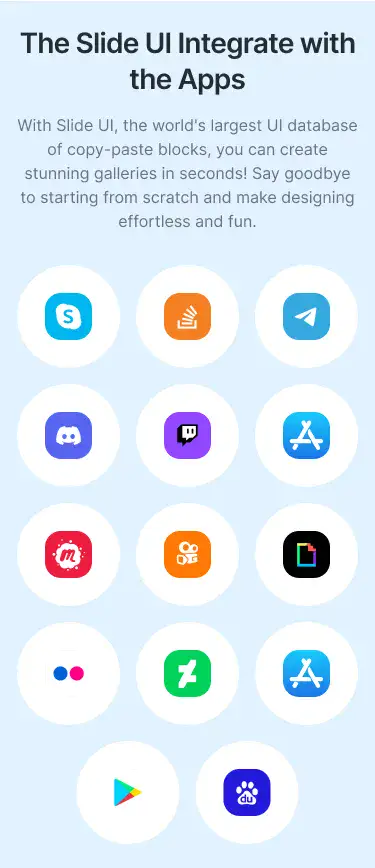 The Slide UI Integrate with
the Apps
With Slide UI, the world's largest UI database
of copy-paste blocks, you can create
stunning galleries in seconds! Say goodbye
to starting from scratch and make designing
effortless and fun.
S
m
du